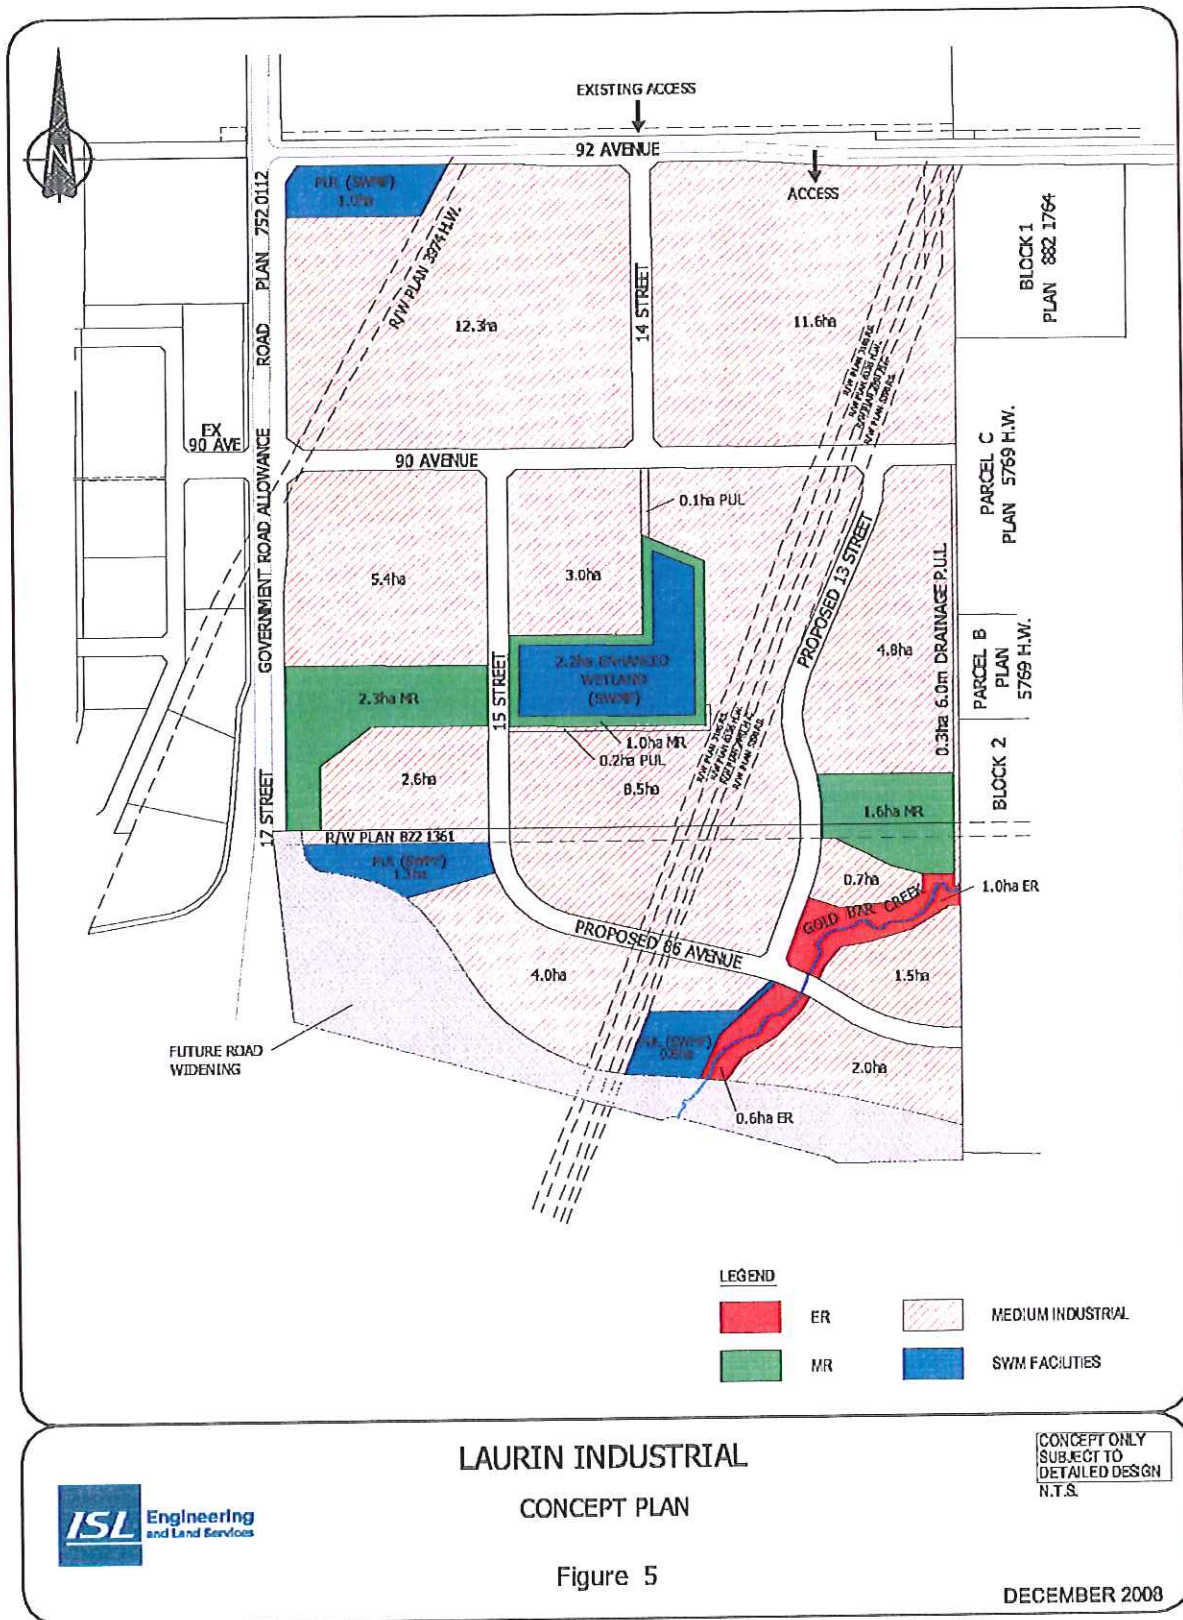 EXISTING ACCESS
92 AVENUE
ACCESS
N
PUL (SWMF)
R/W PLAN 3974 H.W.
GOVERNMENT ROAD ALLOWANCE ROAD PLAN 752 0112
14 STREET
12.3ha
11.6ha
BLOCK 1
PLAN 882 1764
EX
90 AVE
90 AVENUE
PARCEL C
PLAN 5769 H.W.
0.1ha PUL
5.4ha
3.0ha
PROPOSED 13 STREET
4.8ha
0.3ha 6.0m DRAINAGE P.U.L.
PARCEL B
PLAN
5769 H.W.
15 STREET
2.2ha ENHANCED
WETLAND
(SWMF)
2.3ha MR
1.0ha MR
0.2ha PUL
8.5ha
2.6ha
BLOCK 2
1.6ha MR
17 STREET
R/W PLAN 822 1361
PUL (SWMF)
1.3ha
0.7ha
1.0ha ER
GOLD BAR CREEK
PROPOSED 86 AVENUE
4.0ha
1.5ha
PUL (SWMF)
FUTURE ROAD
WIDENING
2.0ha
0.6ha ER
LEGEND
ER
MEDIUM INDUSTRIAL
MR
SWM FACILITIES
LAURIN INDUSTRIAL
CONCEPT PLAN
Figure 5
CONCEPT ONLY
SUBJECT TO
DETAILED DESIGN
N.T.S.
ISL Engineering
and Land Services
DECEMBER 2008